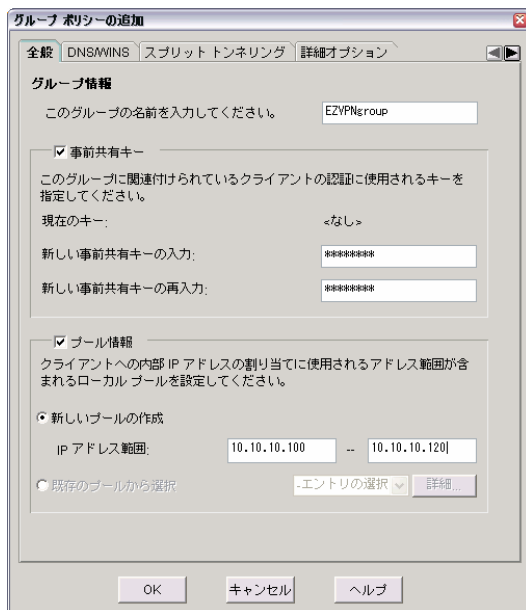 グループ ポリシーの追加
全般 DNS/WINS スプリット トンネリング 詳細オプション
グループ情報
このグループの名前を入力してください。 EZVPNgroup
事前共有キー
このグループに関連付けられているクライアントの認証に使用されるキーを
指定してください。
現在のキー: <なし>
新しい事前共有キーの入力: ********
新しい事前共有キーの再入力: ********
プール情報
クライアントへの内部 IP アドレスの割り当てに使用されるアドレス範囲が含
まれるローカル プールを設定してください。
新しいプールの作成
IP アドレス範囲: 10.10.10.100 -- 10.10.10.120
既存のプールから選択 -エントリの選択 詳細...
OK キャンセル ヘルプ